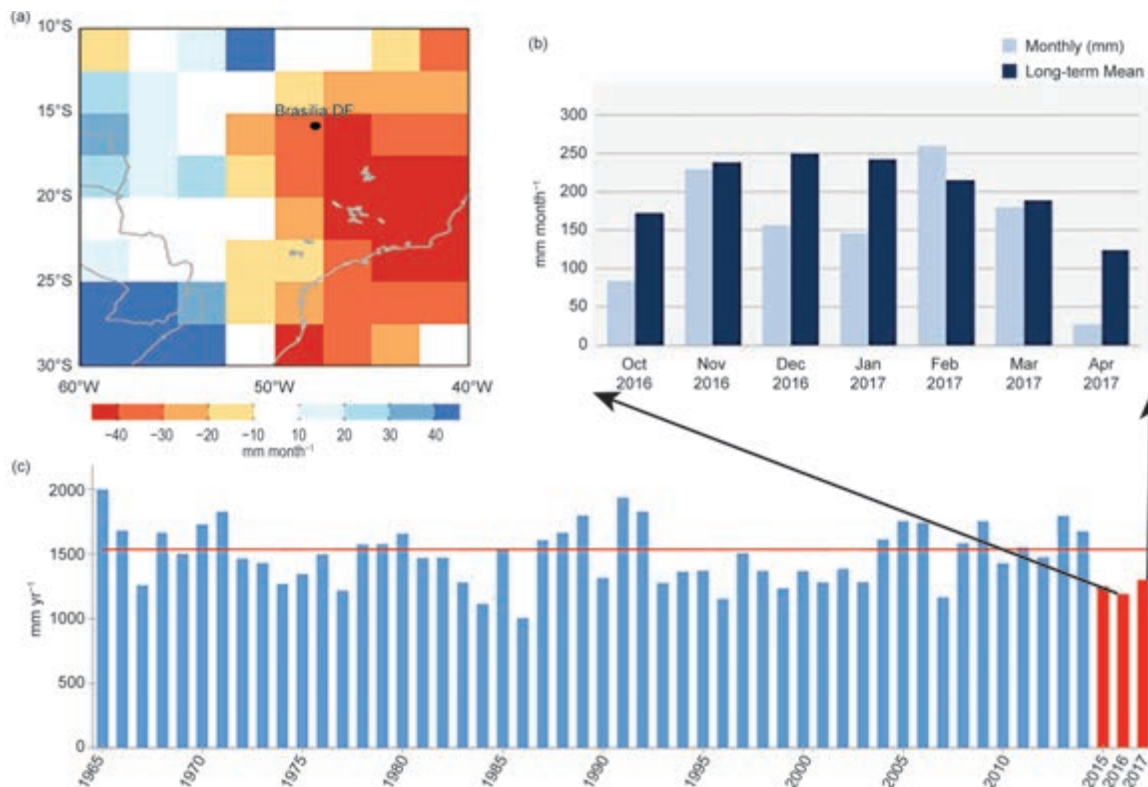 (a)
10°S
15°S
20°S
25°S
30°S
Brasilia DF
60°W
50°W
40°W
−40
−30
−20
−10
10
20
30
40
mm month⁻¹
(b)
Monthly (mm)
Long-term Mean
mm month⁻¹
300
250
200
150
100
50
0
Oct
2016
Nov
2016
Dec
2016
Jan
2017
Feb
2017
Mar
2017
Apr
2017
(c)
mm yr⁻¹
2000
1500
1000
500
0
1965
1970
1975
1980
1985
1990
1995
2000
2005
2010
2015
2016
2017